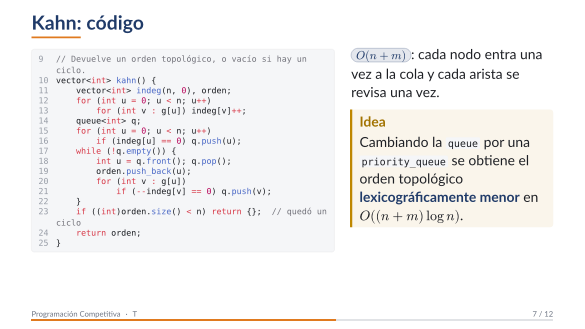 Kahn: código
9 // Devuelve un orden topológico, o vacío si hay un
ciclo.
10 vector<int> kahn() {
11     vector<int> indeg(n, 0), orden;
12     for (int u = 0; u < n; u++)
13         for (int v : g[u]) indeg[v]++;
14     queue<int> q;
15     for (int u = 0; u < n; u++)
16         if (indeg[u] == 0) q.push(u);
17     while (!q.empty()) {
18         int u = q.front(); q.pop();
19         orden.push_back(u);
20         for (int v : g[u])
21             if (--indeg[v] == 0) q.push(v);
22     }
23     if ((int)orden.size() < n) return {};  // quedó un
ciclo
24     return orden;
25 }
O(n + m): cada nodo entra una
vez a la cola y cada arista se
revisa una vez.
Idea
Cambiando la queue por una
priority_queue se obtiene el
orden topológico
lexicográficamente menor en
O((n + m) log n).
Programación Competitiva · T
7 / 12